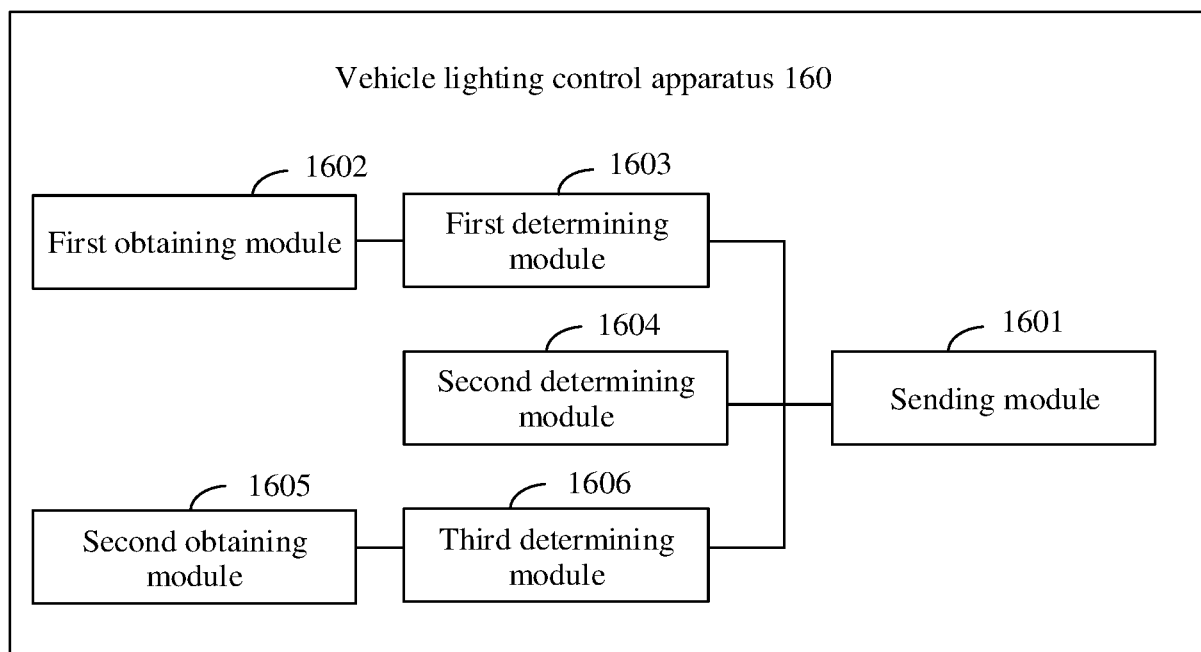 Vehicle lighting control apparatus 160
1602
1603
First obtaining module
First determining
module
1604
1601
Second determining
module
Sending module
1605
1606
Second obtaining
module
Third determining
module